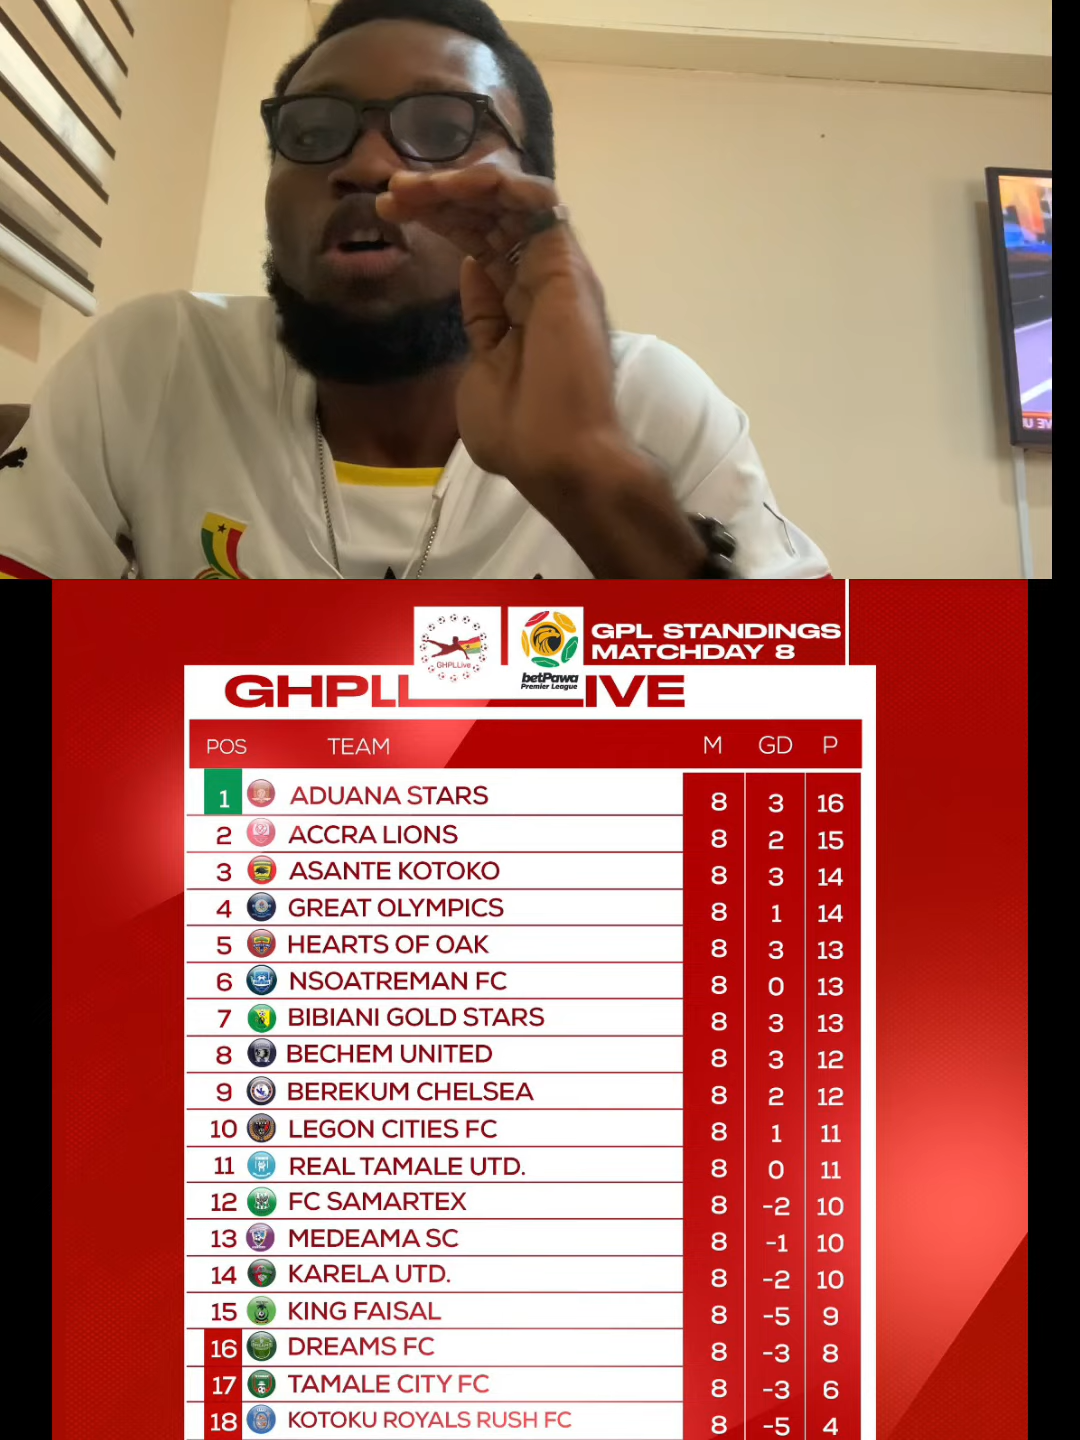 GHPLLive
betPawa
Premier League
GPL STANDINGS
MATCHDAY 8
GHPLL IVE
POS TEAM M GD P
1 ADUANA STARS 8 3 16
2 ACCRA LIONS 8 2 15
3 ASANTE KOTOKO 8 3 14
4 GREAT OLYMPICS 8 1 14
5 HEARTS OF OAK 8 3 13
6 NSOATREMAN FC 8 0 13
7 BIBIANI GOLD STARS 8 3 13
8 BECHEM UNITED 8 3 12
9 BEREKUM CHELSEA 8 2 12
10 LEGON CITIES FC 8 1 11
11 REAL TAMALE UTD. 8 0 11
12 FC SAMARTEX 8 -2 10
13 MEDEAMA SC 8 -1 10
14 KARELA UTD. 8 -2 10
15 KING FAISAL 8 -5 9
16 DREAMS FC 8 -3 8
17 TAMALE CITY FC 8 -3 6
18 KOTOKU ROYALS RUSH FC 8 -5 4